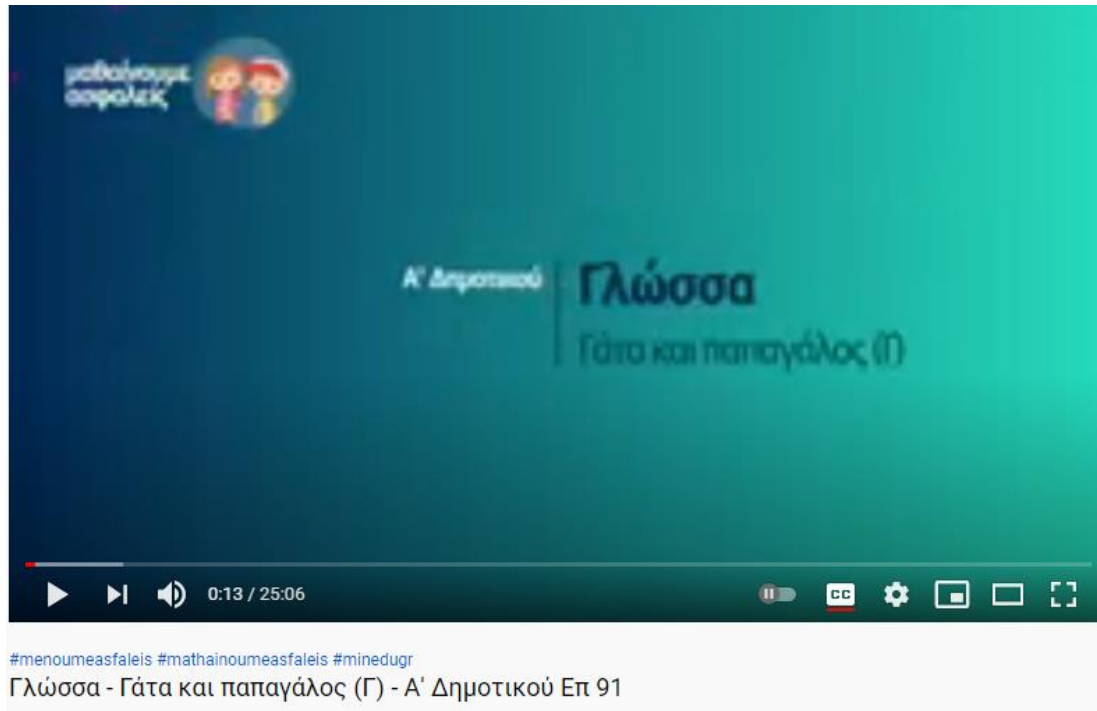 μαθαίνουμε
ασφαλείς
Α' Δημοτικού
Γλώσσα
Γάτα και παπαγάλος (Γ)
0:13 / 25:06
CC
#menoumeasfaleis #mathainoumeasfaleis #minedugr
Γλώσσα - Γάτα και παπαγάλος (Γ) - Α' Δημοτικού Επ 91